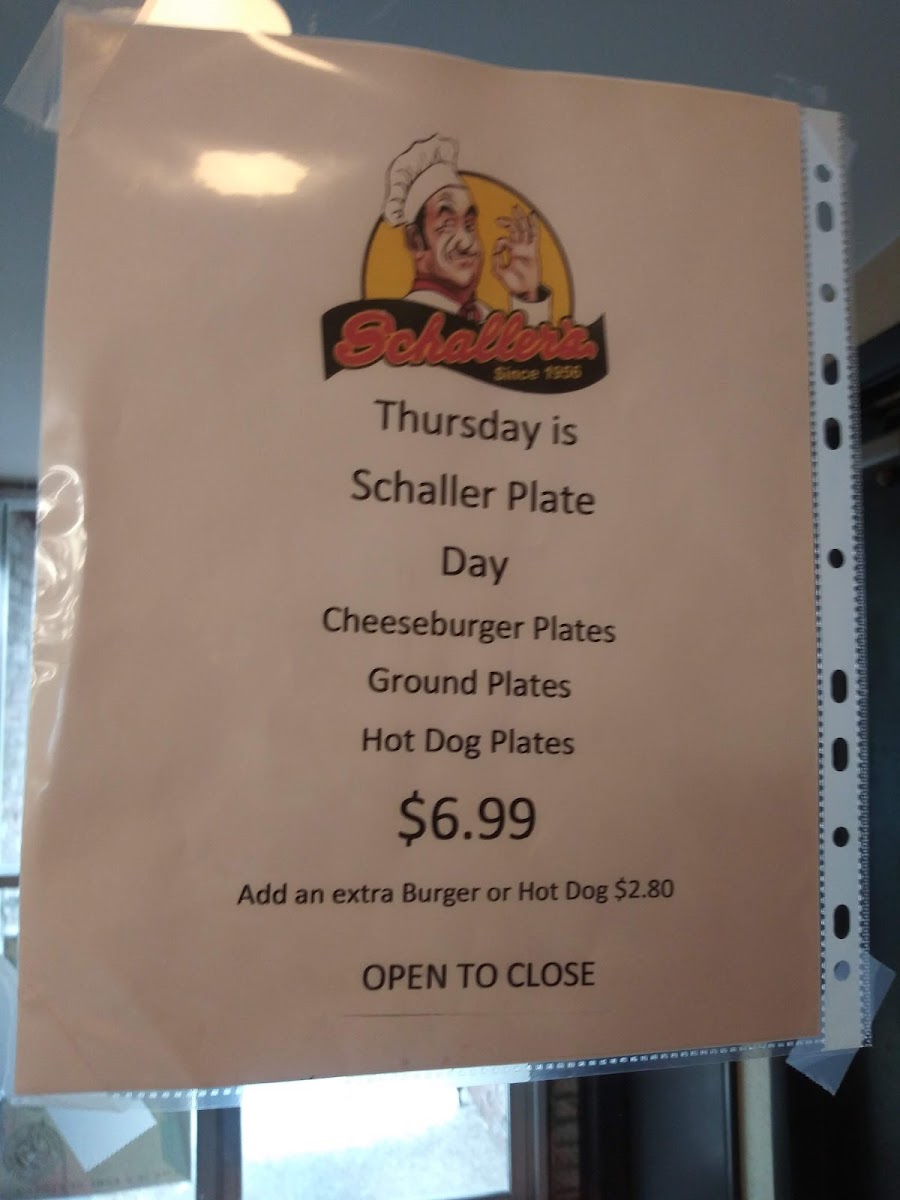 Schaller's
Since 1956
Thursday is
Schaller Plate
Day
Cheeseburger Plates
Ground Plates
Hot Dog Plates
$6.99
Add an extra Burger or Hot Dog $2.80
OPEN TO CLOSE